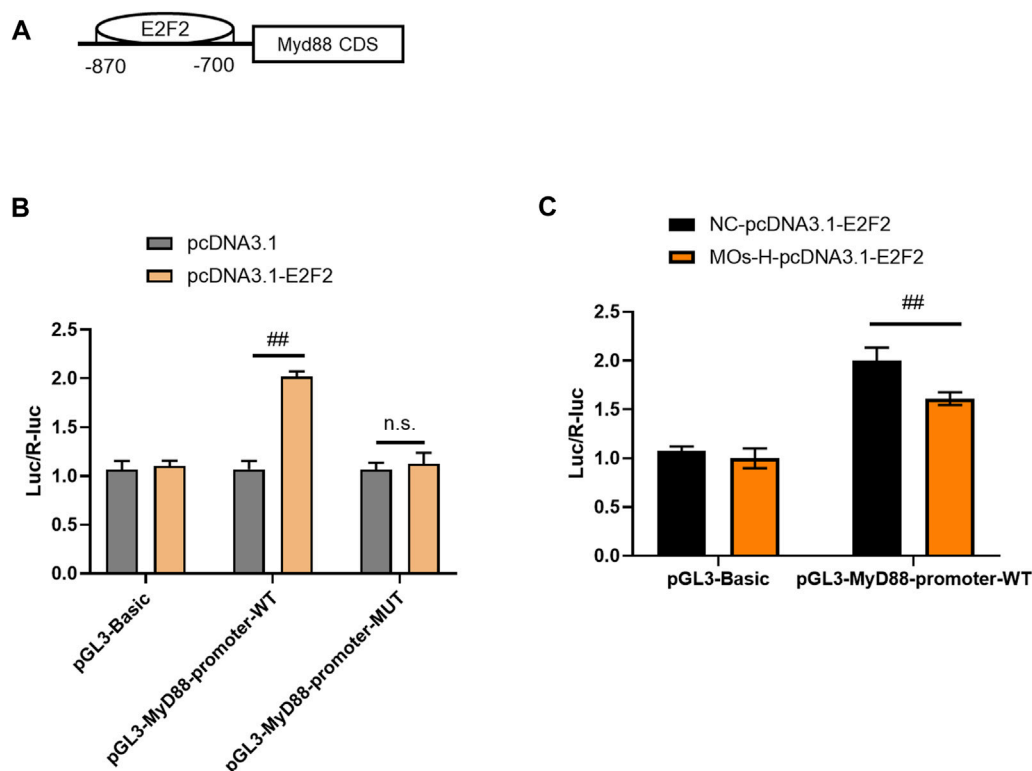 A
E2F2
Myd88 CDS
-870
-700
B
pcDNA3.1
pcDNA3.1-E2F2
Luc/R-luc
2.5
2.0
1.5
1.0
0.5
0.0
##
n.s.
pGL3-Basic
pGL3-MyD88-promoter-WT
pGL3-MyD88-promoter-MUT
C
NC-pcDNA3.1-E2F2
MOs-H-pcDNA3.1-E2F2
Luc/R-luc
2.5
2.0
1.5
1.0
0.5
0.0
##
pGL3-Basic
pGL3-MyD88-promoter-WT